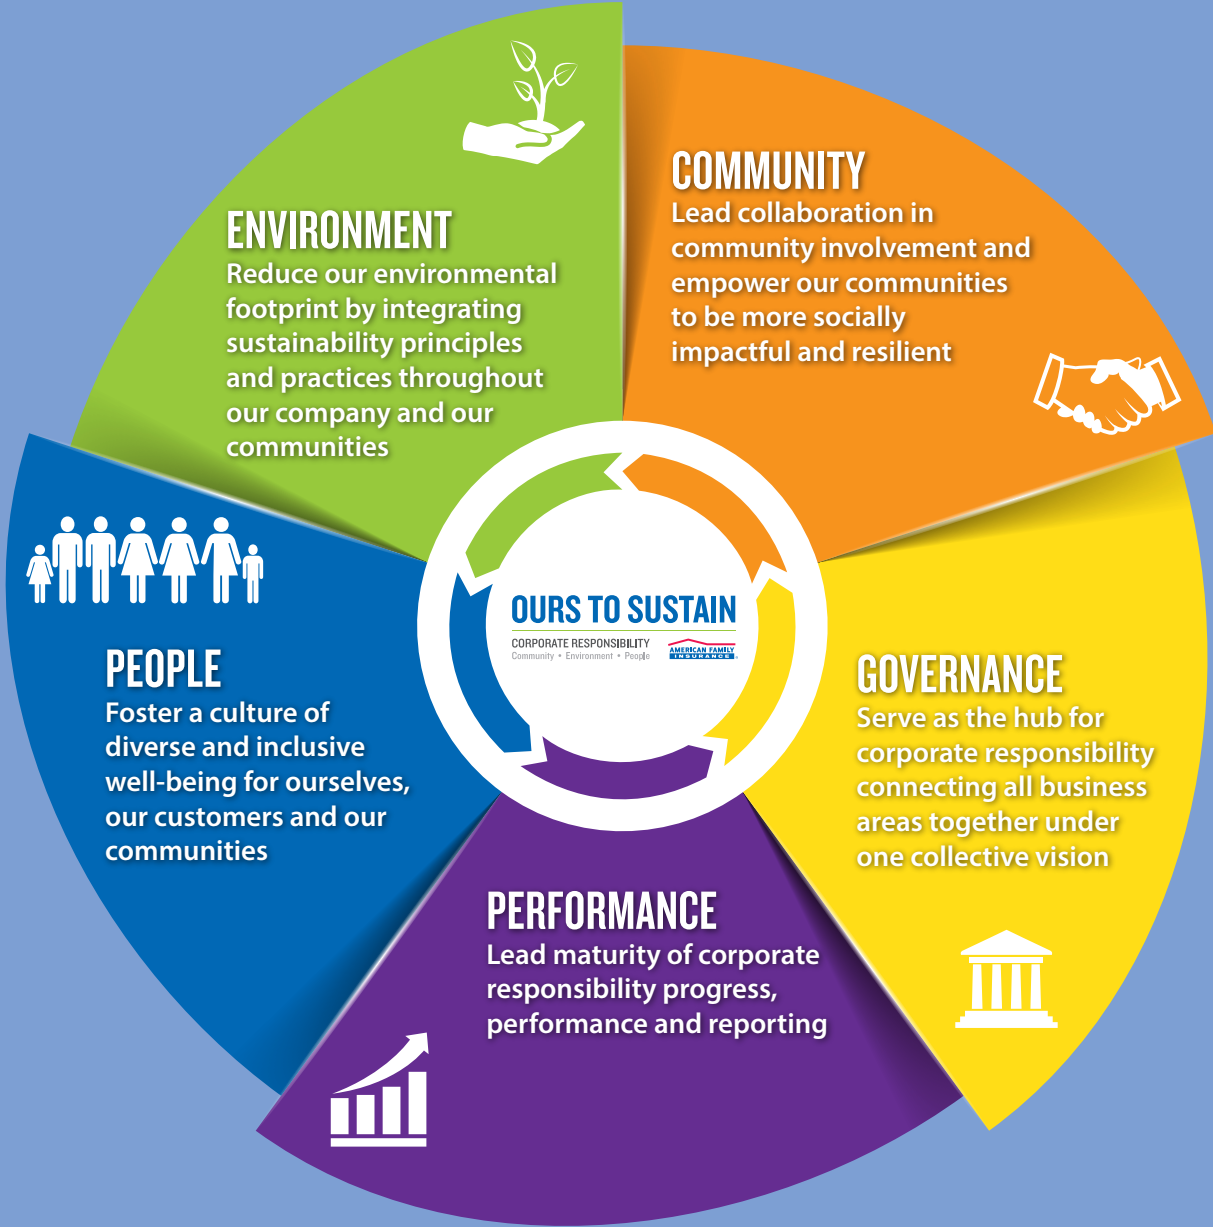 ENVIRONMENT
Reduce our environmental
footprint by integrating
sustainability principles
and practices throughout
our company and our
communities
COMMUNITY
Lead collaboration in
community involvement and
empower our communities
to be more socially
impactful and resilient
PEOPLE
Foster a culture of
diverse and inclusive
well-being for ourselves,
our customers and our
communities
OURS TO SUSTAIN
CORPORATE RESPONSIBILITY
Community • Environment • People
AMERICAN FAMILY
INSURANCE
GOVERNANCE
Serve as the hub for
corporate responsibility
connecting all business
areas together under
one collective vision
PERFORMANCE
Lead maturity of corporate
responsibility progress,
performance and reporting